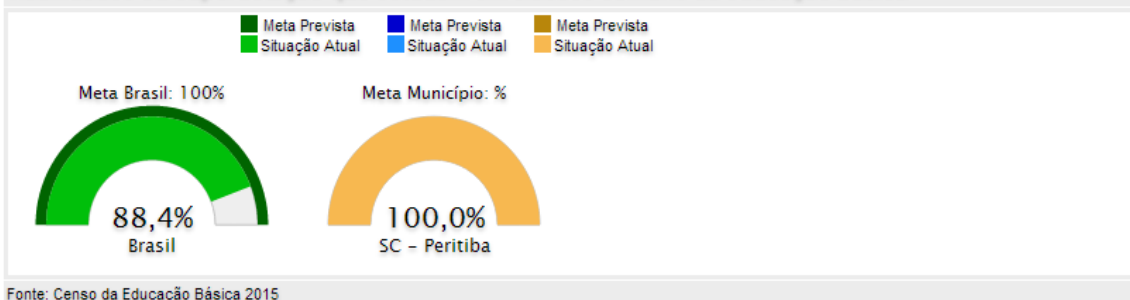 Meta Prevista Meta Prevista Meta Prevista
Situação Atual Situação Atual Situação Atual
Meta Brasil: 100% Meta Município: %
88,4% 100,0%
Brasil SC - Peritiba
Fonte: Censo da Educação Básica 2015